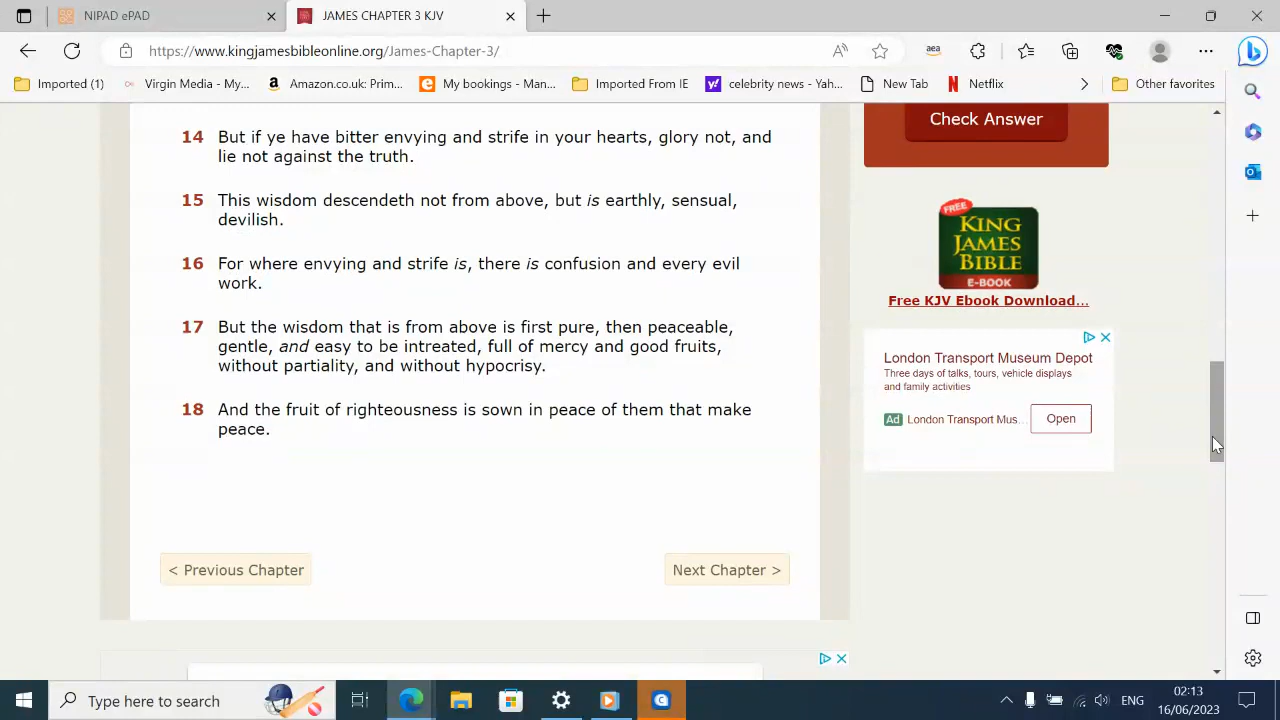 NIPAD ePAD
JAMES CHAPTER 3 KJV
https://www.kingjamesbibleonline.org/James-Chapter-3/
aea
Imported (1)
Virgin Media - My...
Amazon.co.uk: Prim...
My bookings - Man...
Imported From IE
celebrity news - Yah...
New Tab
Netflix
Other favorites
14 But if ye have bitter envying and strife in your hearts, glory not, and
lie not against the truth.
15 This wisdom descendeth not from above, but is earthly, sensual,
devilish.
16 For where envying and strife is, there is confusion and every evil
work.
17 But the wisdom that is from above is first pure, then peaceable,
gentle, and easy to be intreated, full of mercy and good fruits,
without partiality, and without hypocrisy.
18 And the fruit of righteousness is sown in peace of them that make
peace.
< Previous Chapter
Next Chapter >
Check Answer
FREE
KING
JAMES
BIBLE
E-BOOK
Free KJV Ebook Download...
London Transport Museum Depot
Three days of talks, tours, vehicle displays
and family activities
Ad London Transport Mus...
Open
Type here to search
ENG
02:13
16/06/2023